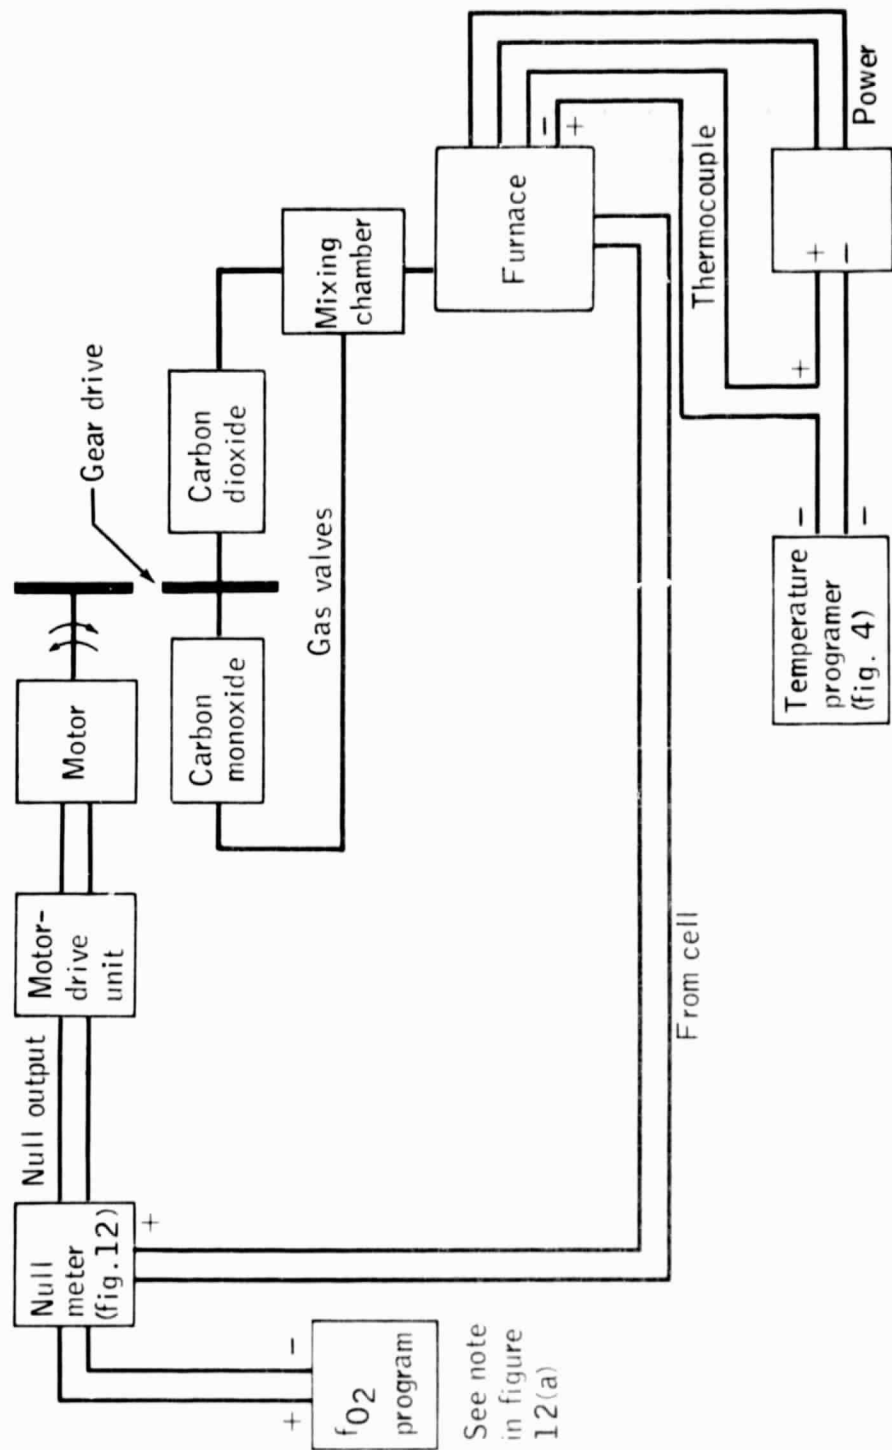 Null
meter
(fig.12)
Null output
Motor-
drive
unit
Motor
Gear drive
+
-
fO2
program
See note
in figure
12(a)
+
Carbon
monoxide
Carbon
dioxide
Gas valves
Mixing
chamber
Furnace
-
+
From cell
Thermocouple
Temperature
programer
(fig. 4)
-
-
+
+
-
Power